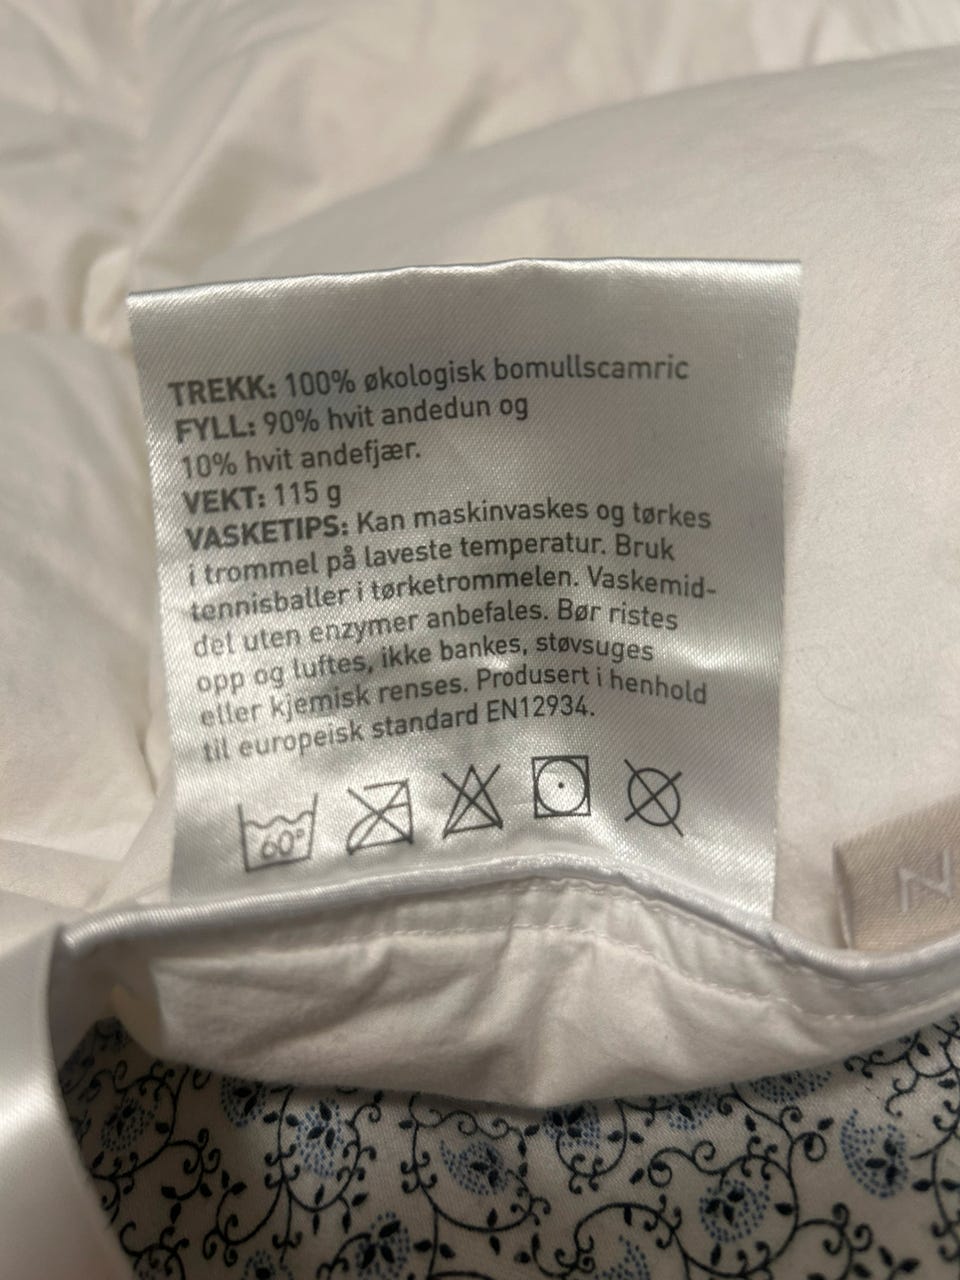 TREKK: 100% økologisk bomullscamric
FYLL: 90% hvit andedun og
10% hvit andefjær.
VEKT: 115 g
VASKETIPS: Kan maskinvaskes og tørkes
i trommel på laveste temperatur. Bruk
tennisballer i tørketrommelen. Vaskemid-
del uten enzymer anbefales. Bør ristes
opp og luftes, ikke bankes, støvsuges
eller kjemisk renses. Produsert i henhold
til europeisk standard EN12934.
60°
N